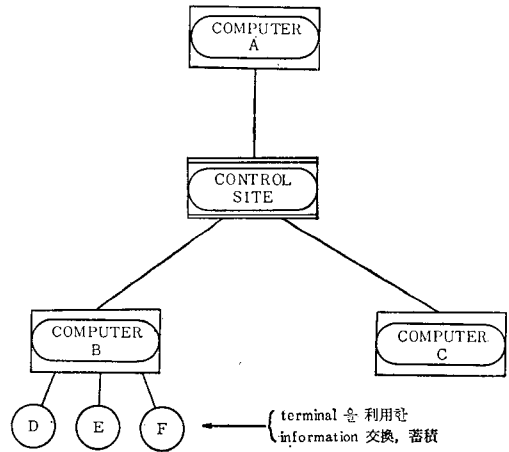 COMPUTER
A
CONTROL
SITE
COMPUTER
B
COMPUTER
C
D E F
terminal 을 利用한
information 交換, 蓄積